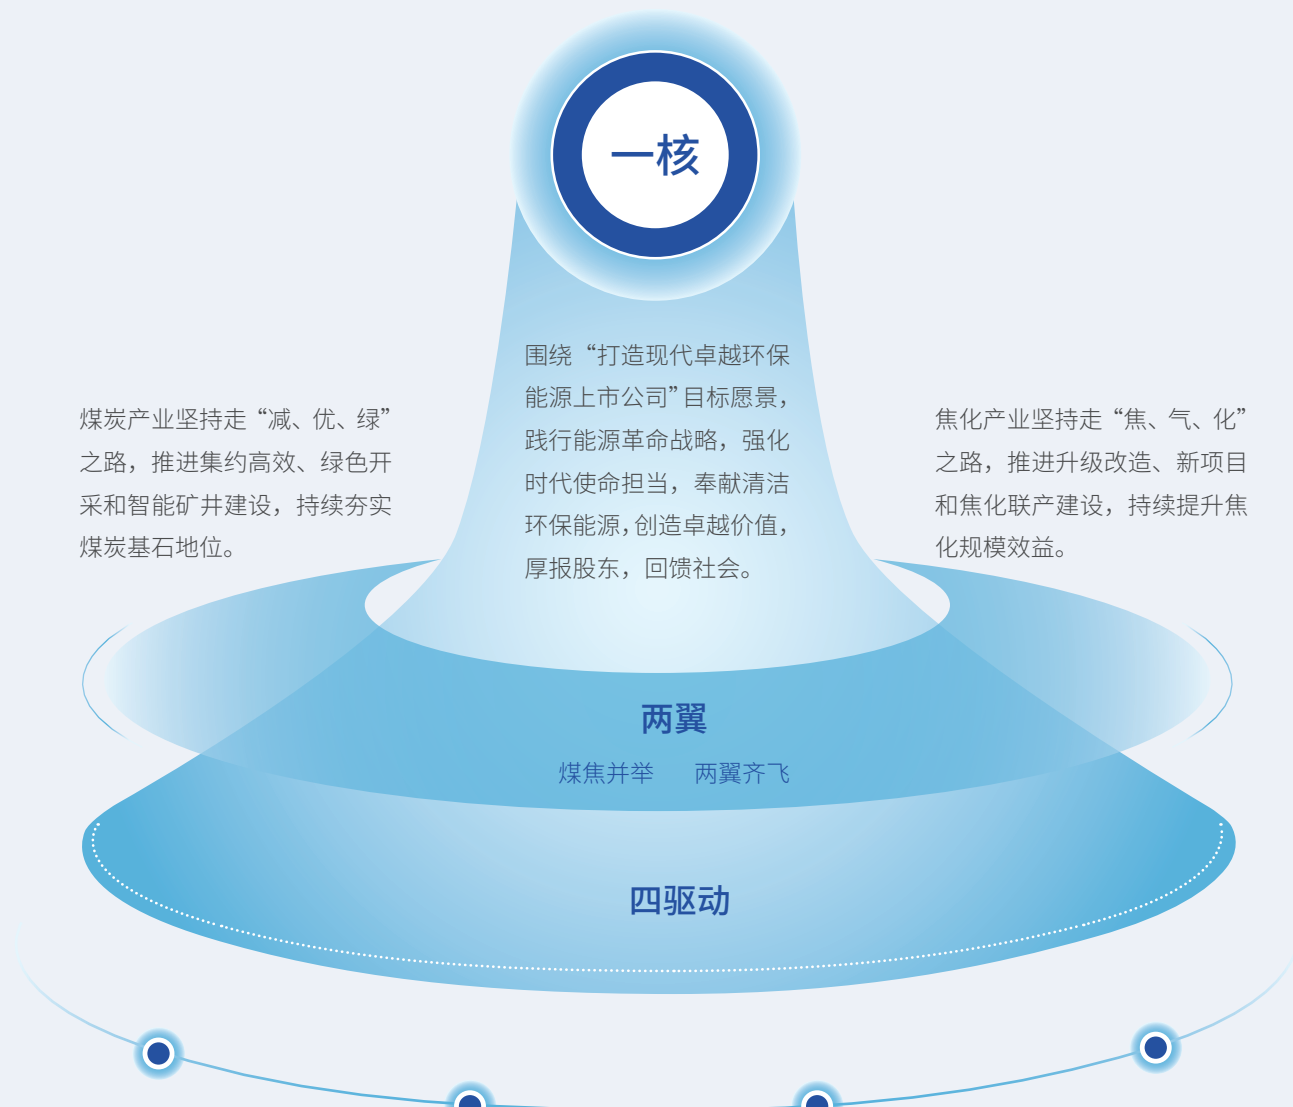 一核
围绕“打造现代卓越环保
能源上市公司”目标愿景，
践行能源革命战略，强化
时代使命担当，奉献清洁
环保能源，创造卓越价值，
厚报股东，回馈社会。
煤炭产业坚持走“减、优、绿”
之路，推进集约高效、绿色开
采和智能矿井建设，持续夯实
煤炭基石地位。
焦化产业坚持走“焦、气、化”
之路，推进升级改造、新项目
和焦化联产建设，持续提升焦
化规模效益。
两翼
煤焦并举 两翼齐飞
四驱动